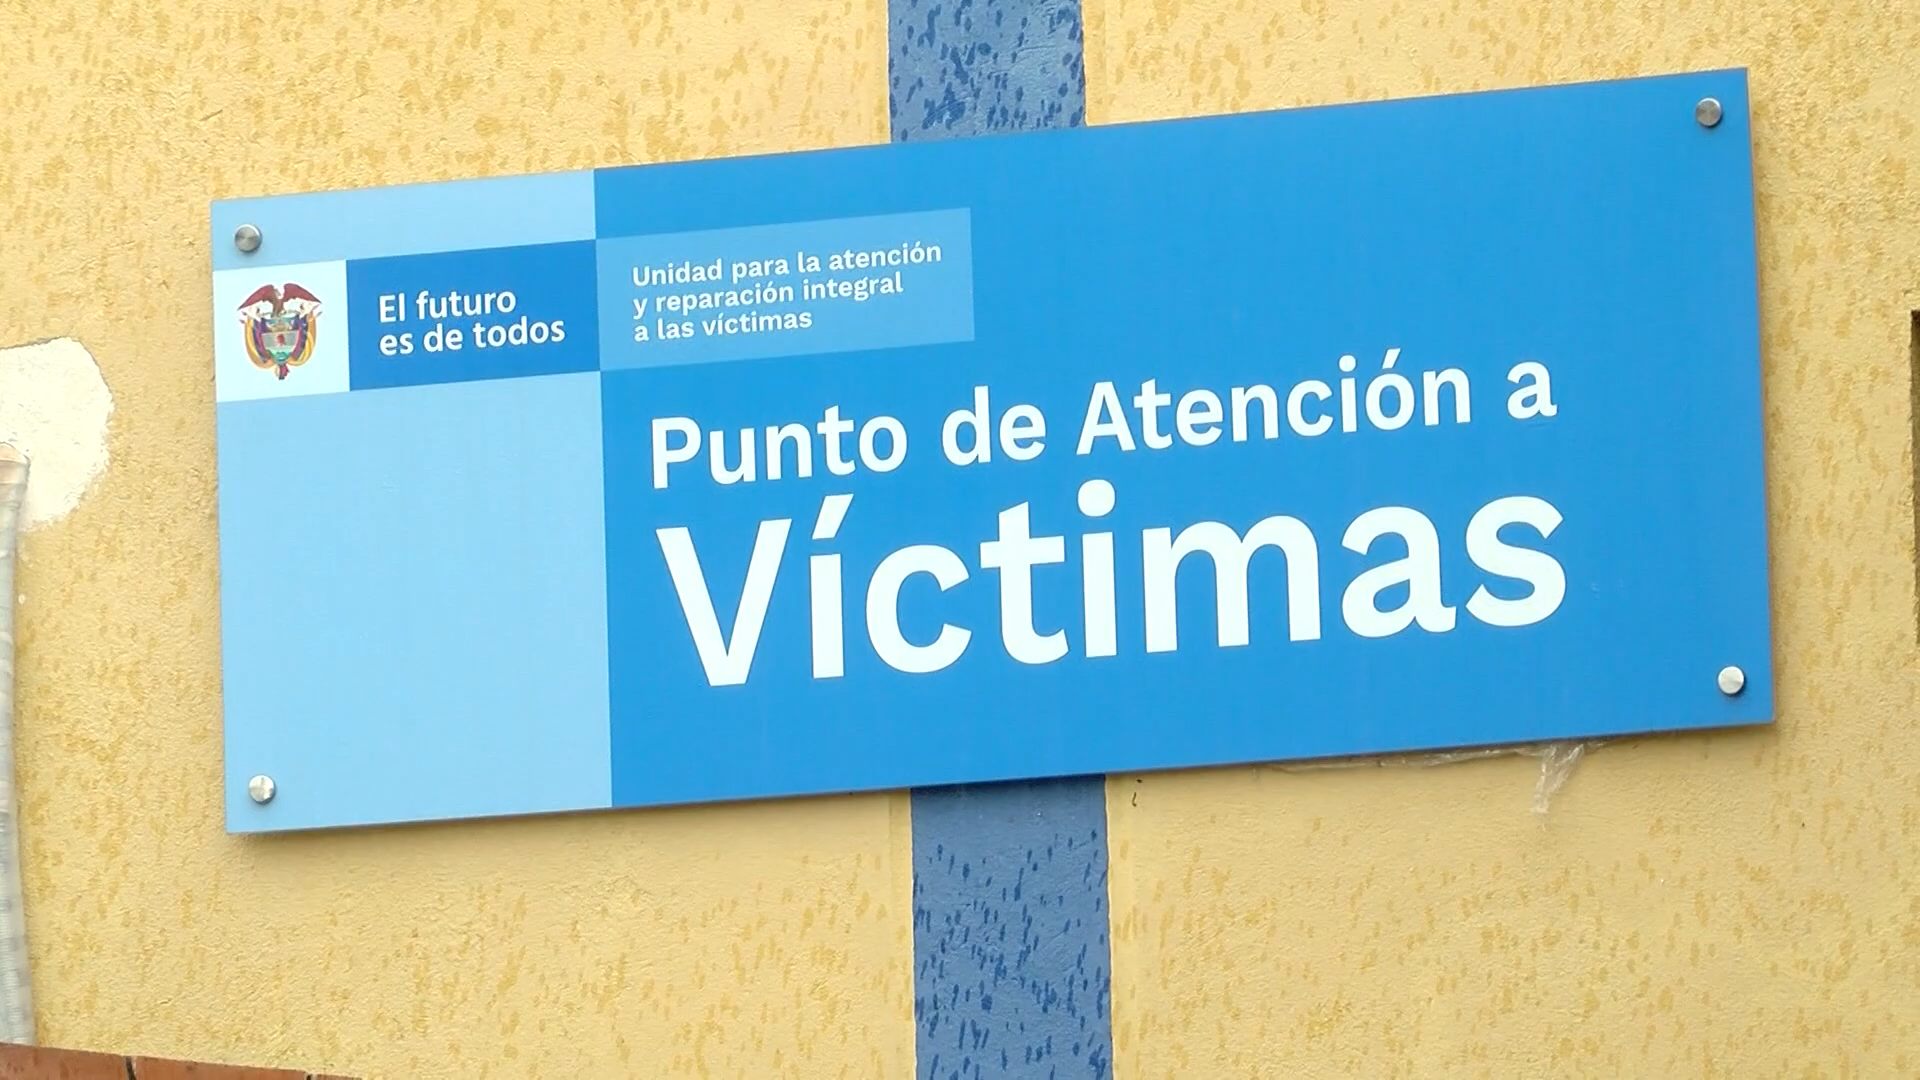 El futuro
es de todos
Unidad para la atención
y reparación integral
a las víctimas
Punto de Atención a
Víctimas